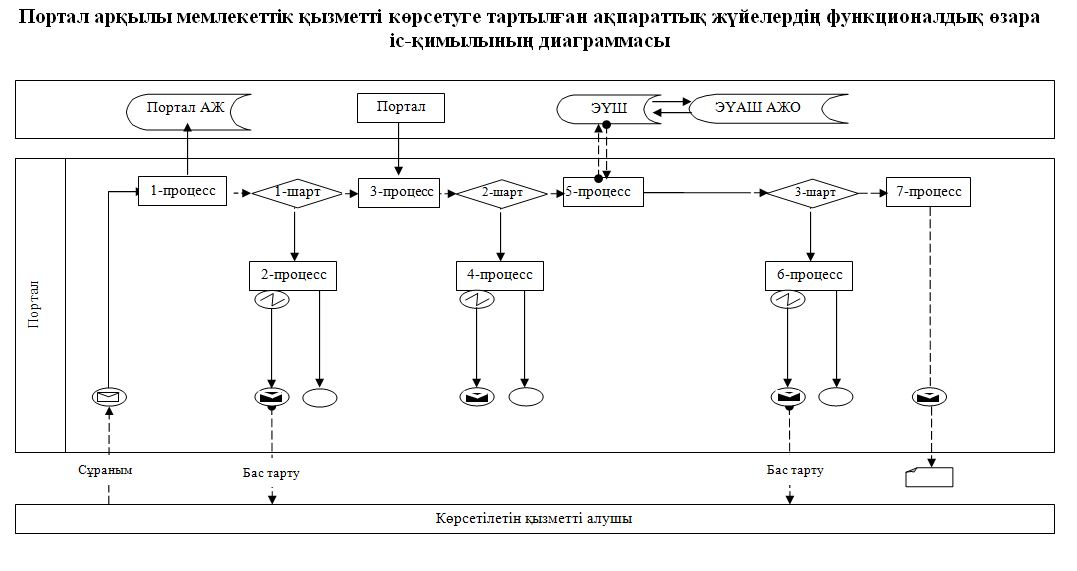 Портал арқылы мемлекеттік қызметті көрсетуге тартылған ақпараттық жүйелердің функционалдық өзара
іс-қимылының диаграммасы
Портал АЖ
Портал
ЭҮШ
ЭҮАШ АЖО
1-процесс
1-шарт
3-процесс
2-шарт
5-процесс
3-шарт
7-процесс
2-процесс
4-процесс
6-процесс
Портал
Сұраным
Бас тарту
Бас тарту
Көрсетілетін қызметті алушы